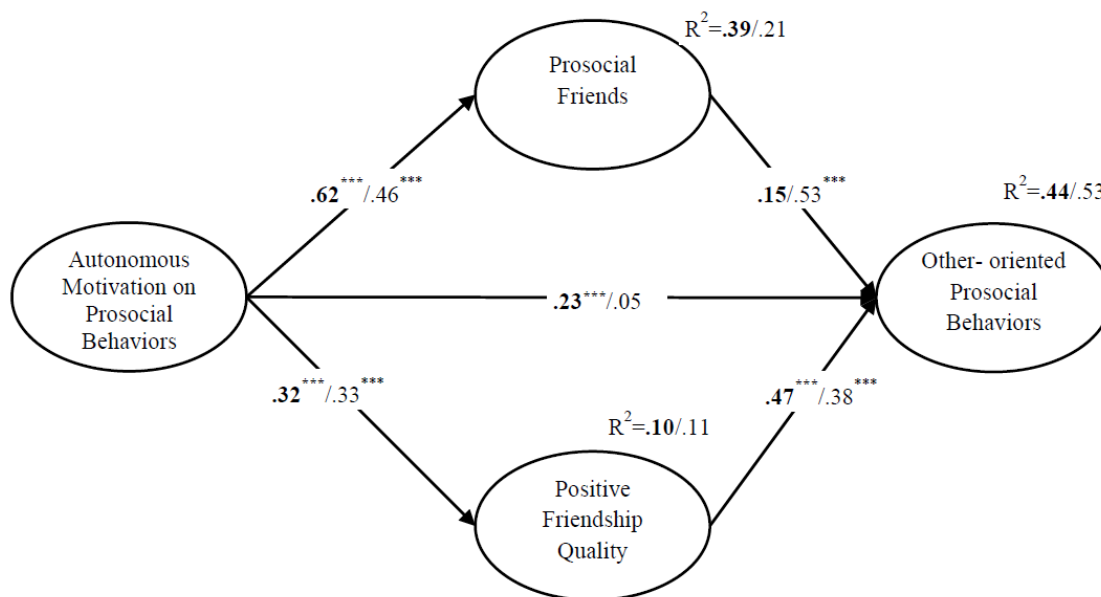 R²=.39/.21
Prosocial
Friends
.62***/.46***
.15/.53***
R²=.44/.53
Autonomous
Motivation on
Prosocial
Behaviors
.23***/.05
Other- oriented
Prosocial
Behaviors
.32***/.33***
.47***/.38***
R²=.10/.11
Positive
Friendship
Quality